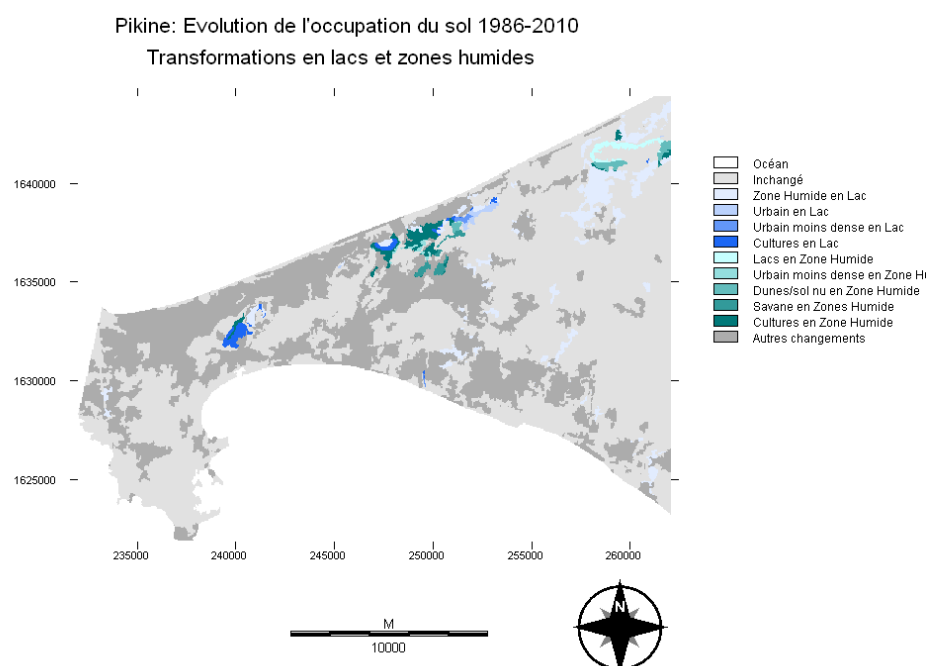 Pikine: Evolution de l'occupation du sol 1986-2010
Transformations en lacs et zones humides
Océan
Inchangé
Zone Humide en Lac
Urbain en Lac
Urbain moins dense en Lac
Cultures en Lac
Lacs en Zone Humide
Urbain moins dense en Zone Hu
Dunes/sol nu en Zone Humide
Savane en Zones Humide
Cultures en Zone Humide
Autres changements
1640000
1635000
1630000
1625000
235000 240000 245000 250000 255000 260000
M
10000
N